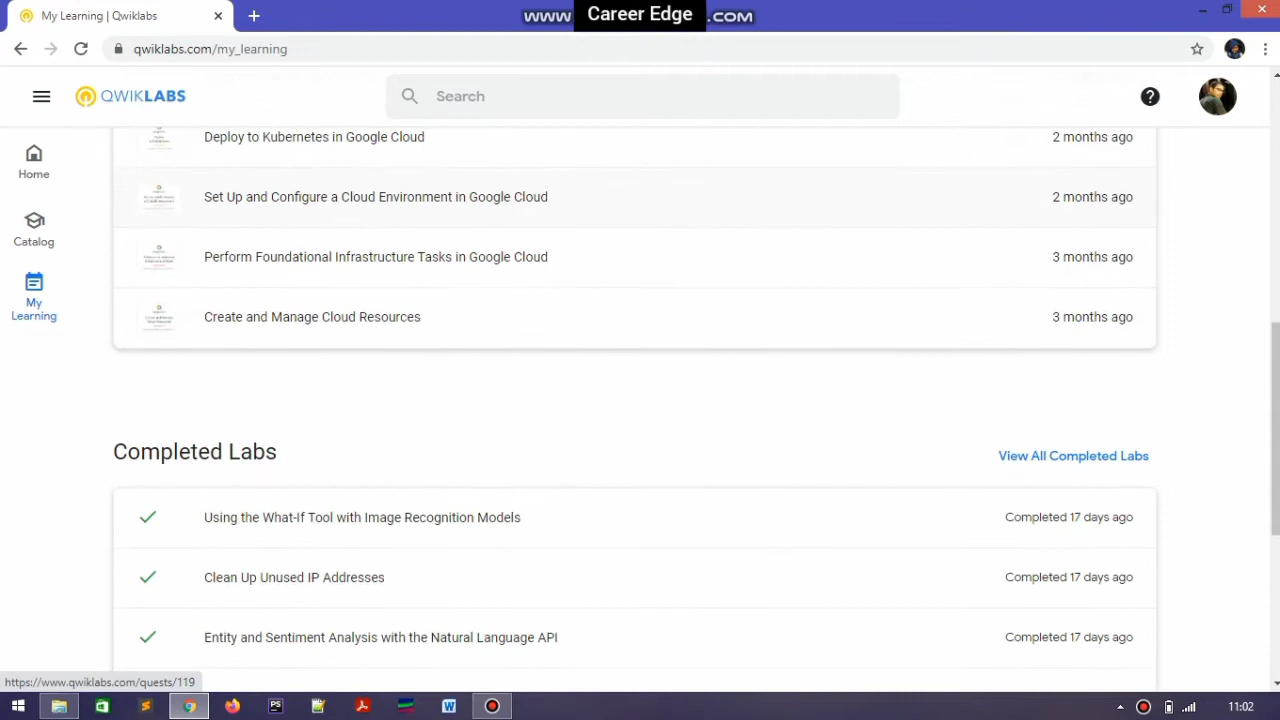 My Learning | Qwiklabs
www Career Edge .COM
qwiklabs.com/my_learning
QWIKLABS
Search
Home
Catalog
My
Learning
Deploy to Kubernetes in Google Cloud 2 months ago
Set Up and Configure a Cloud Environment in Google Cloud 2 months ago
Perform Foundational Infrastructure Tasks in Google Cloud 3 months ago
Create and Manage Cloud Resources 3 months ago
Completed Labs View All Completed Labs
Using the What-If Tool with Image Recognition Models Completed 17 days ago
Clean Up Unused IP Addresses Completed 17 days ago
Entity and Sentiment Analysis with the Natural Language API Completed 17 days ago
https://www.qwiklabs.com/quests/119
PS W 11:02